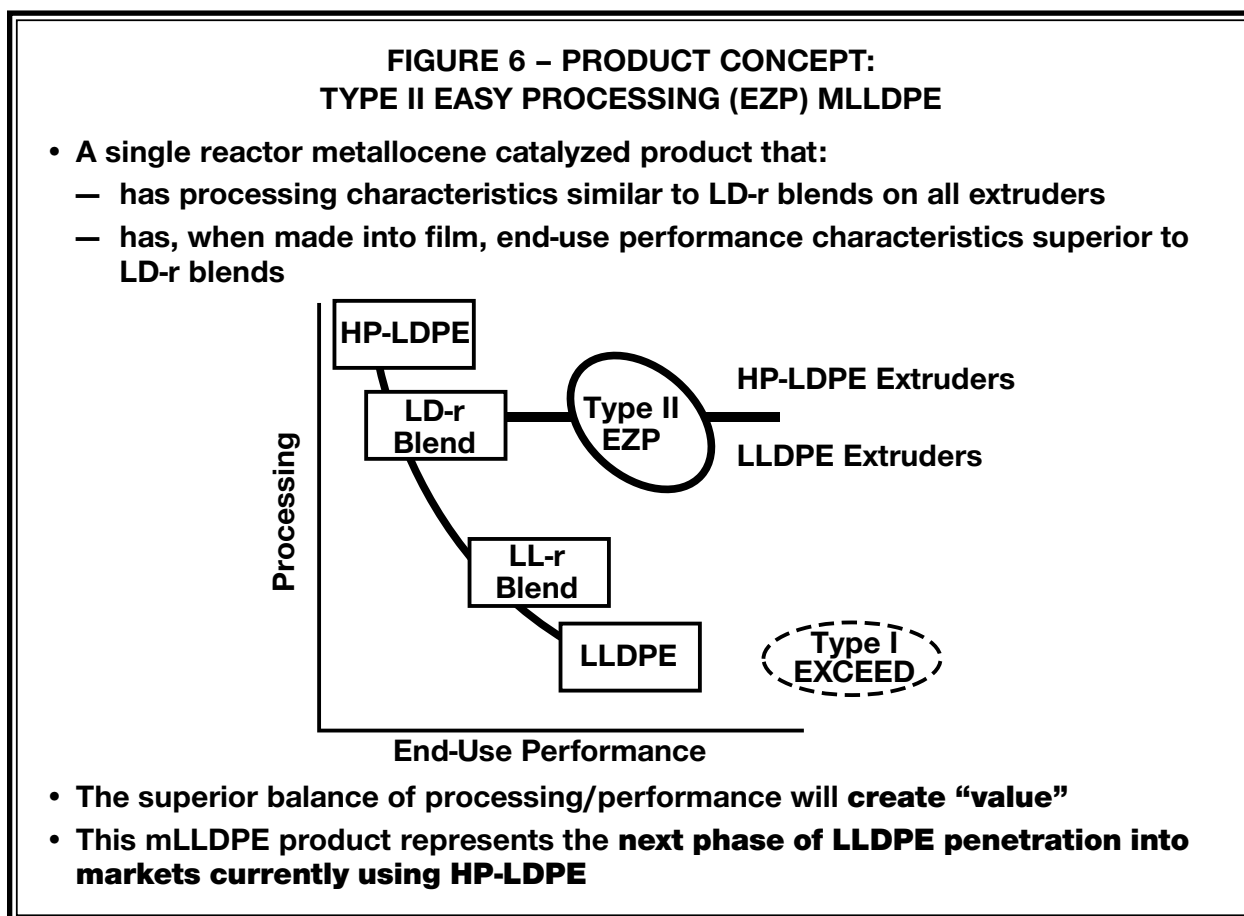 FIGURE 6 – PRODUCT CONCEPT:
TYPE II EASY PROCESSING (EZP) MLLDPE
• A single reactor metallocene catalyzed product that:
— has processing characteristics similar to LD-r blends on all extruders
— has, when made into film, end-use performance characteristics superior to
LD-r blends
HP-LDPE
LD-r
Blend
Type II
EZP
HP-LDPE Extruders
LLDPE Extruders
Processing
LL-r
Blend
LLDPE
Type I
EXCEED
End-Use Performance
• The superior balance of processing/performance will create “value”
• This mLLDPE product represents the next phase of LLDPE penetration into
markets currently using HP-LDPE